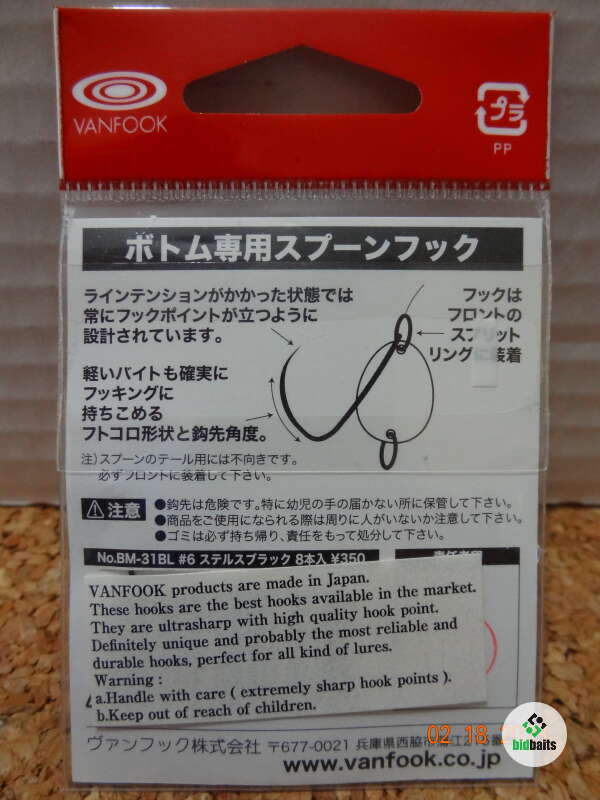 VANFOOK
プラ
PP
ボトム専用スプーンフック
ラインテンションがかかった状態では
常にフックポイントが立つように
設計されています。
フックは
フロントの
スプリット
リングに装着
軽いバイトも確実に
フッキングに
持ちこめる
フトコロ形状と鈎先角度。
注)スプーンのテール用には不向きです。
必ずフロントに装着して下さい。
注意
●鈎先は危険です。特に幼児の手の届かない所に保管して下さい。
●商品をご使用になられる際は周りに人がいないか注意して下さい。
●ゴミは必ず持ち帰り、責任をもって処分して下さい。
No.BM-31BL #6 ステルスブラック 8本入 ¥350
VANFOOK products are made in Japan.
These hooks are the best hooks available in the market.
They are ultrasharp with high quality hook point.
Definitely unique and probably the most reliable and
durable hooks, perfect for all kind of lures.
Warning :
a.Handle with care ( extremely sharp hook points ).
b.Keep out of reach of children.
ヴァンフック株式会社 〒677-0021 兵庫県西脇市
www.vanfook.co.jp
02 18
bidbaits